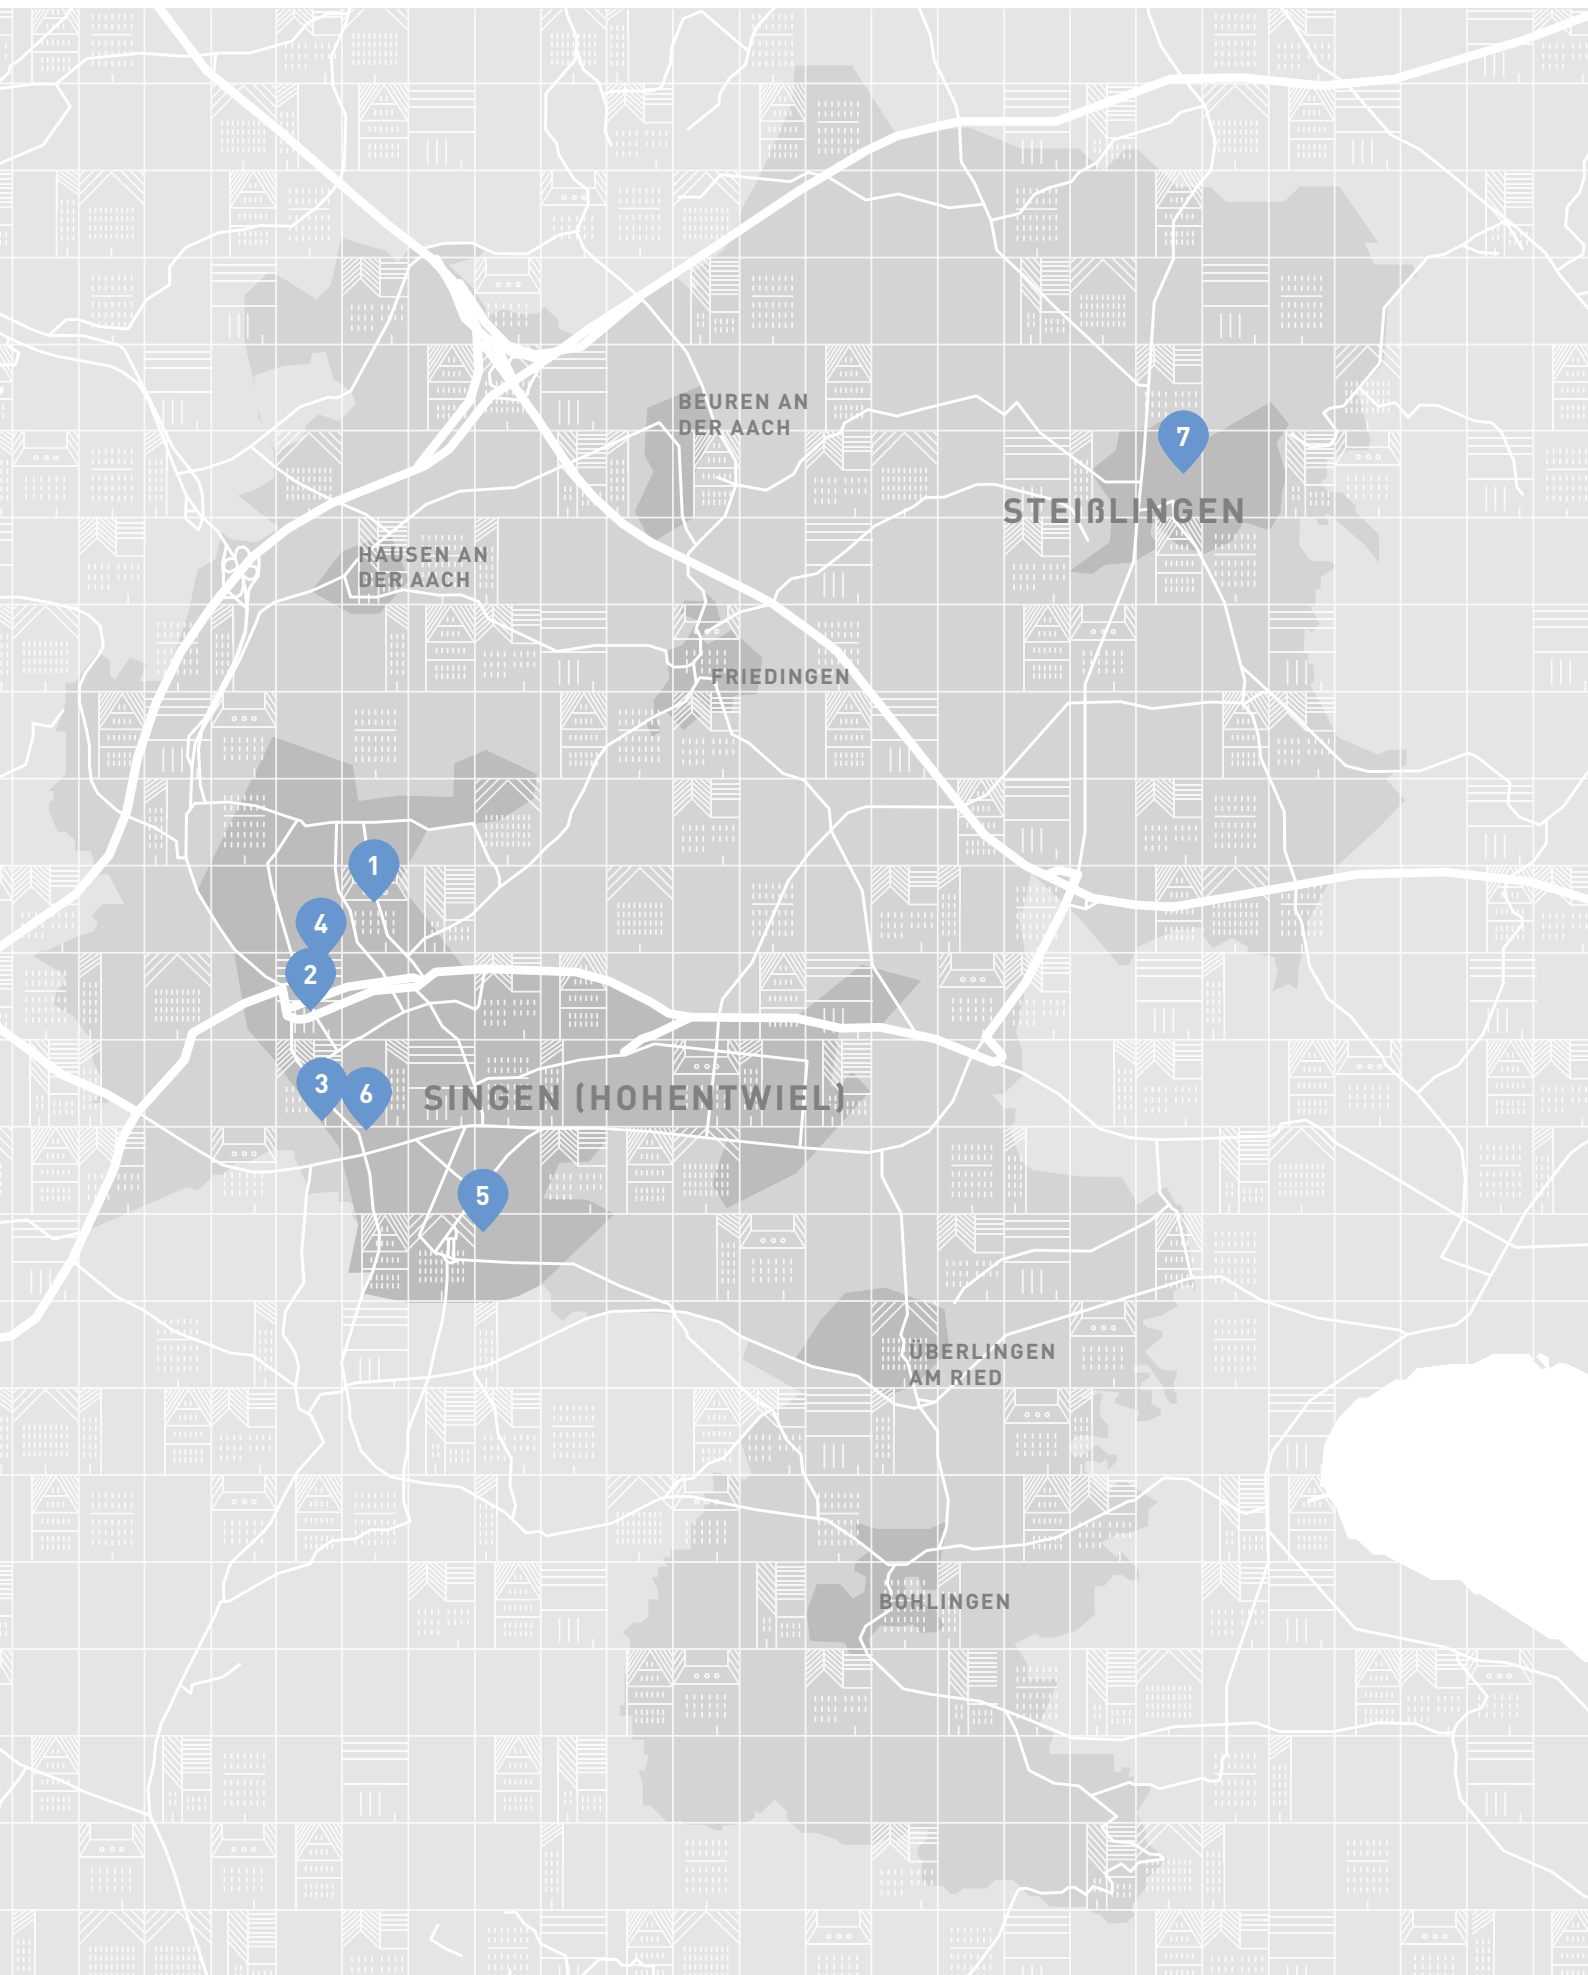 BEUREN AN
DER AACH
7
STEIßLINGEN
HAUSEN AN
DER AACH
FRIEDINGEN
1
4
2
3
6
SINGEN (HOHENTWIEL)
5
ÜBERLINGEN
AM RIED
BOHLINGEN